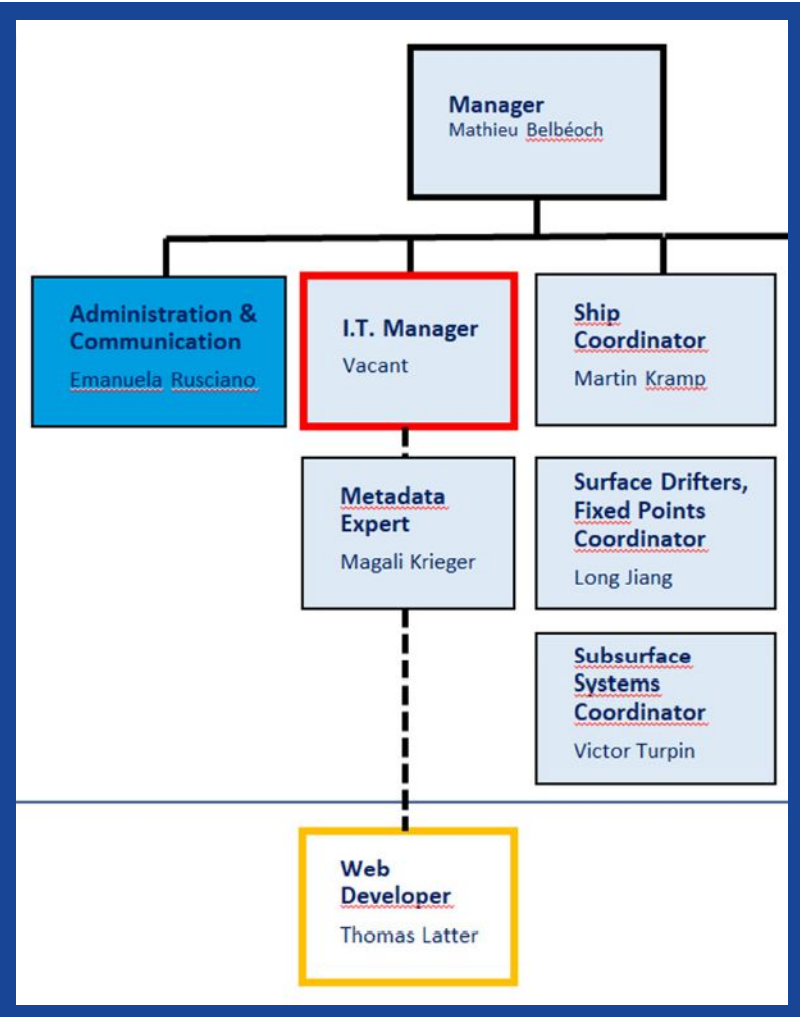 Manager
Mathieu Belbéoch
Administration &
Communication
Emanuela Rusciano
I.T. Manager
Vacant
Ship
Coordinator
Martin Kramp
Metadata
Expert
Magali Krieger
Surface Drifters,
Fixed Points
Coordinator
Long Jiang
Subsurface
Systems
Coordinator
Victor Turpin
Web
Developer
Thomas Latter